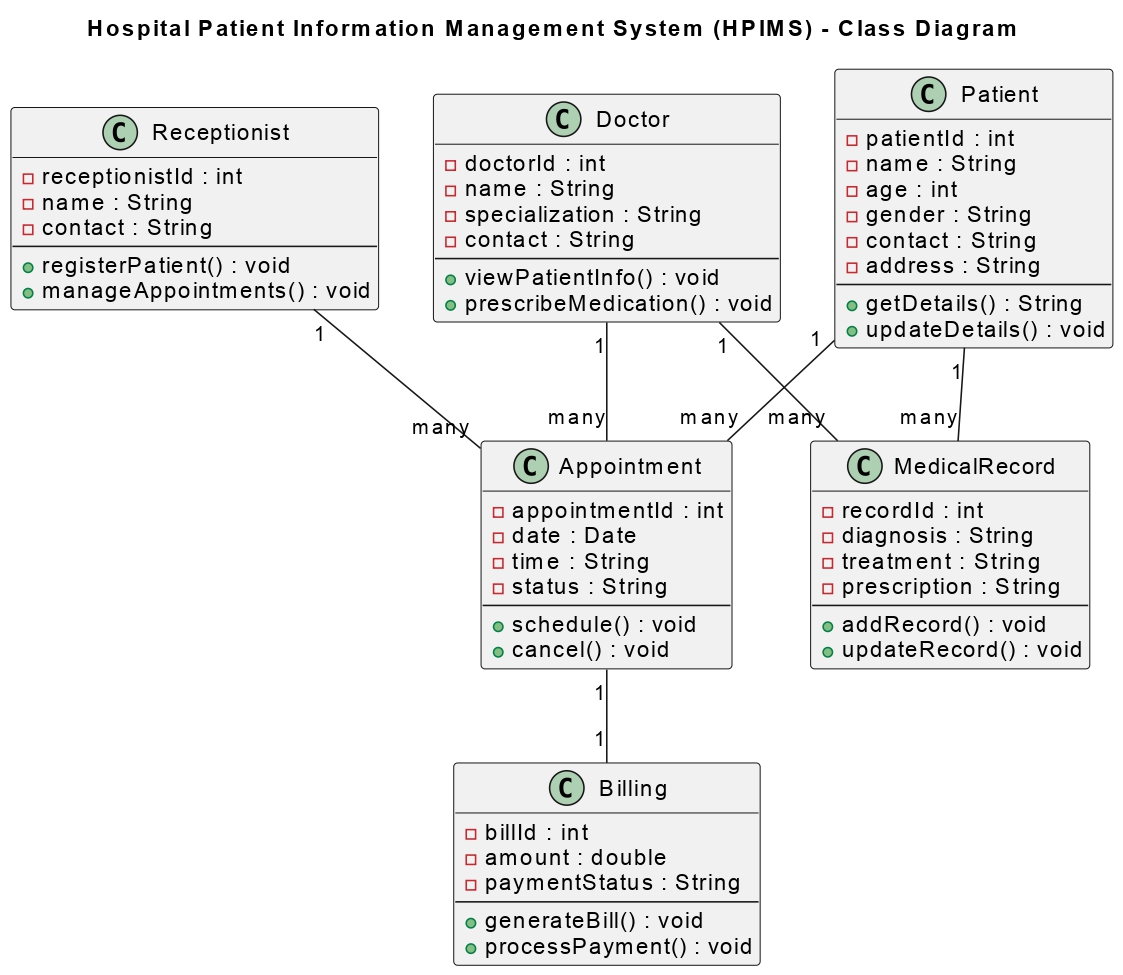 Hospital Patient Information Management System (HPIMS) - Class Diagram
C Receptionist
receptionistId : int
name : String
contact : String
registerPatient() : void
manageAppointments() : void
C Doctor
doctorId : int
name : String
specialization : String
contact : String
viewPatientInfo() : void
prescribeMedication() : void
C Patient
patientId : int
name : String
age : int
gender : String
contact : String
address : String
getDetails() : String
updateDetails() : void
1
1
1
1
1
many
many
many
many
many
C Appointment
appointmentId : int
date : Date
time : String
status : String
schedule() : void
cancel() : void
C MedicalRecord
recordId : int
diagnosis : String
treatment : String
prescription : String
addRecord() : void
updateRecord() : void
1
1
C Billing
billId : int
amount : double
paymentStatus : String
generateBill() : void
processPayment() : void